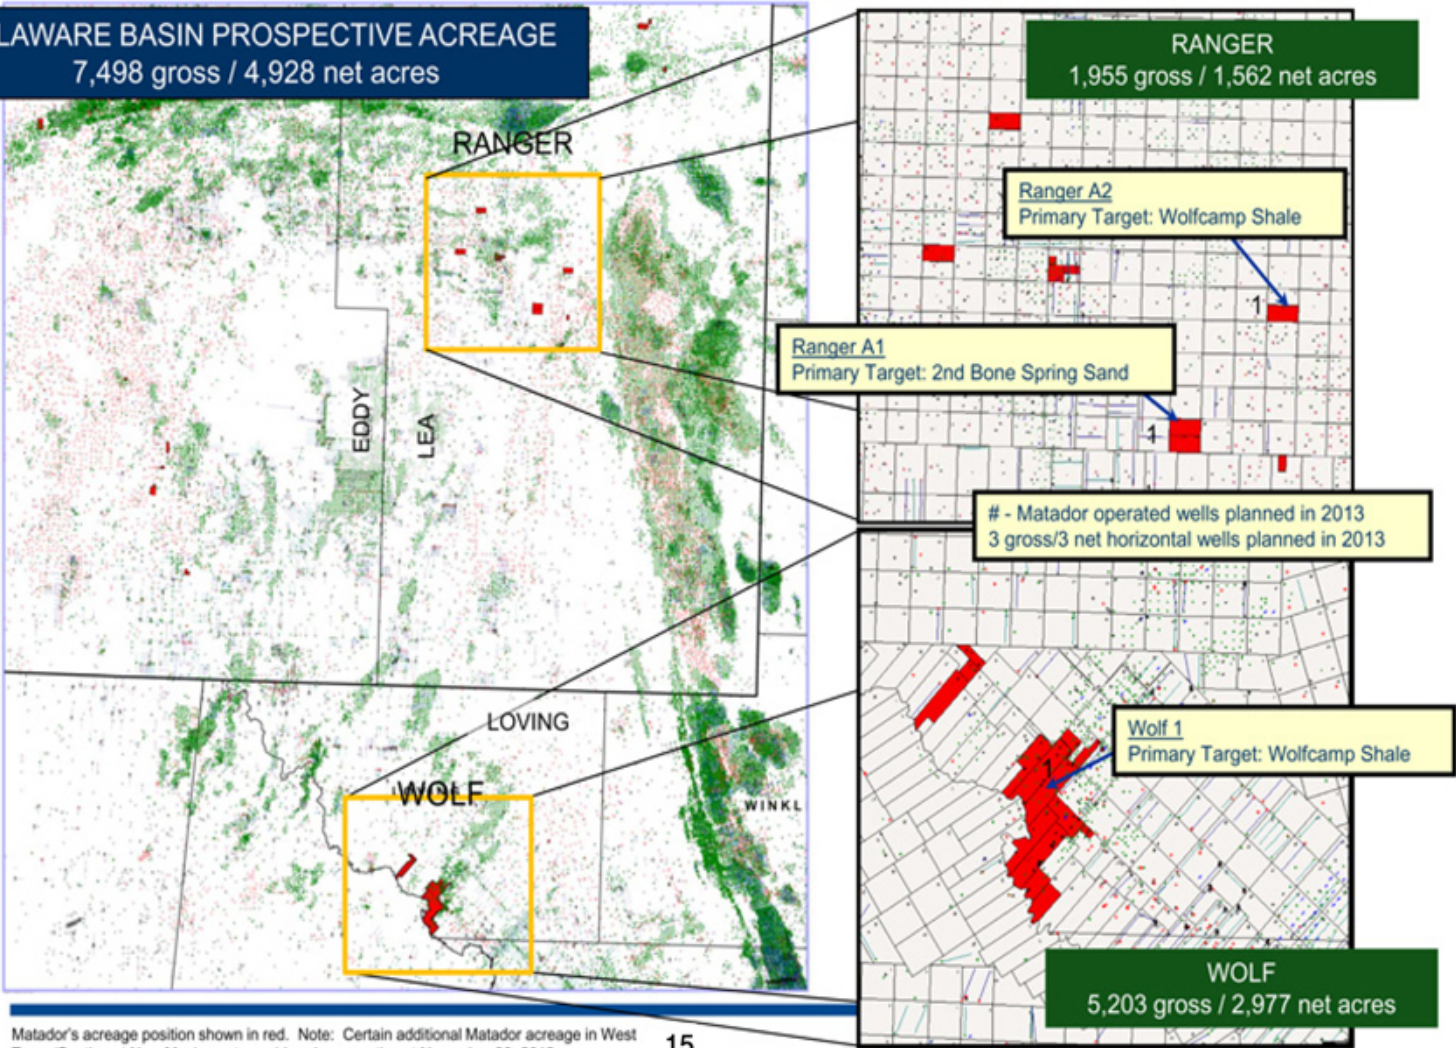 LAWARE BASIN PROSPECTIVE ACREAGE
7,498 gross / 4,928 net acres
RANGER
1,955 gross / 1,562 net acres
RANGER
Ranger A2
Primary Target: Wolfcamp Shale
1
Ranger A1
Primary Target: 2nd Bone Spring Sand
1
EDDY
LEA
# - Matador operated wells planned in 2013
3 gross/3 net horizontal wells planned in 2013
LOVING
WOLF
WINKL
Wolf 1
Primary Target: Wolfcamp Shale
1
WOLF
5,203 gross / 2,977 net acres
Matador's acreage position shown in red. Note: Certain additional Matador acreage in West
15